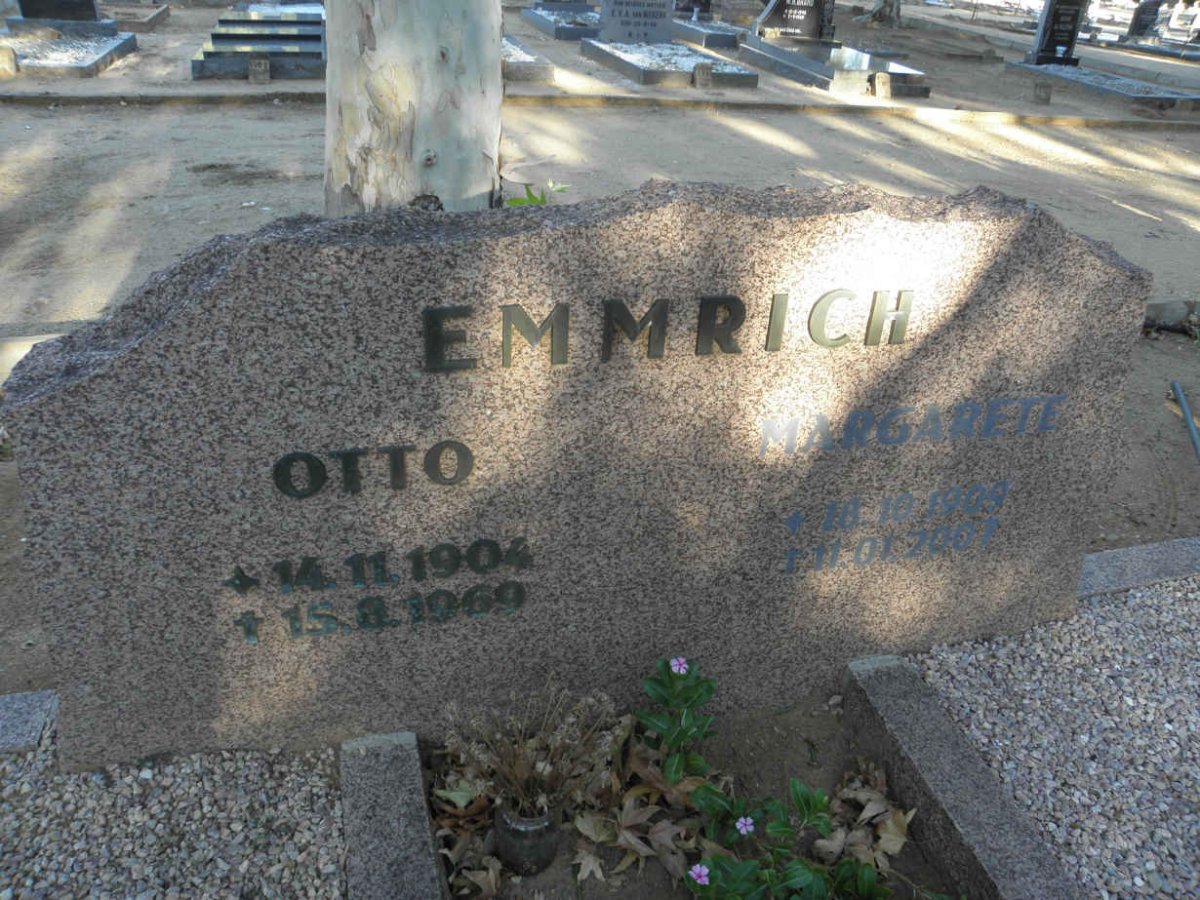 EMMRICH
OTTO
14.11.1904
† 15.8.1969
MARGARETE
18.10.1909
† 11.01.2007